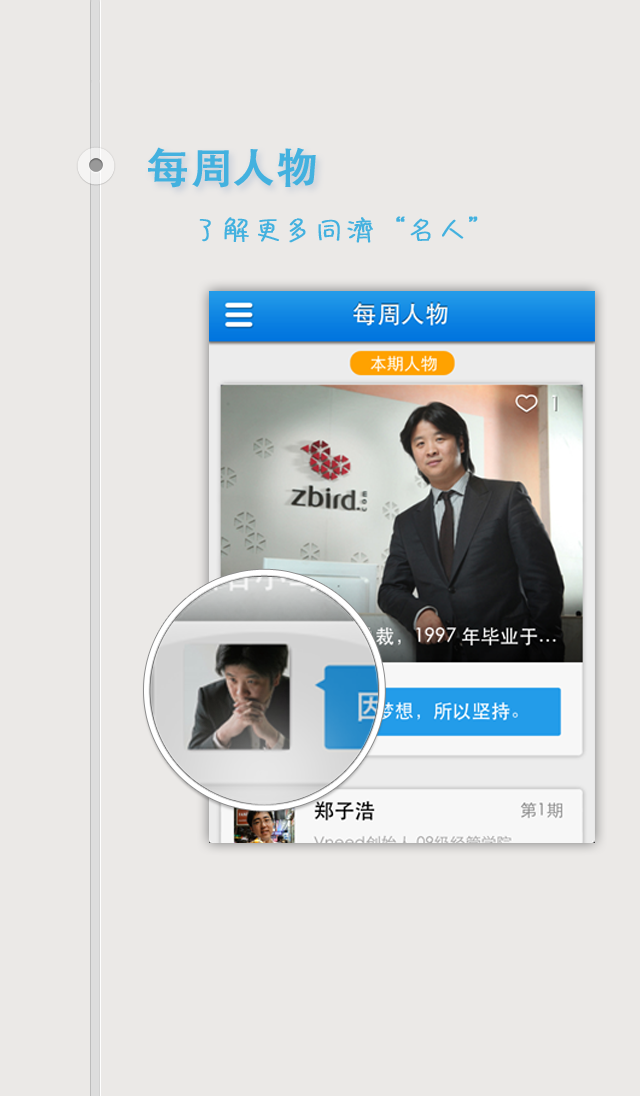 每周人物
了解更多同濟“名人”
每周人物
本期人物
1
zbird.com
裁，1997 年毕业于...
因梦想，所以坚持。
郑子浩
第1期
Vneed创始人 09级经管学院